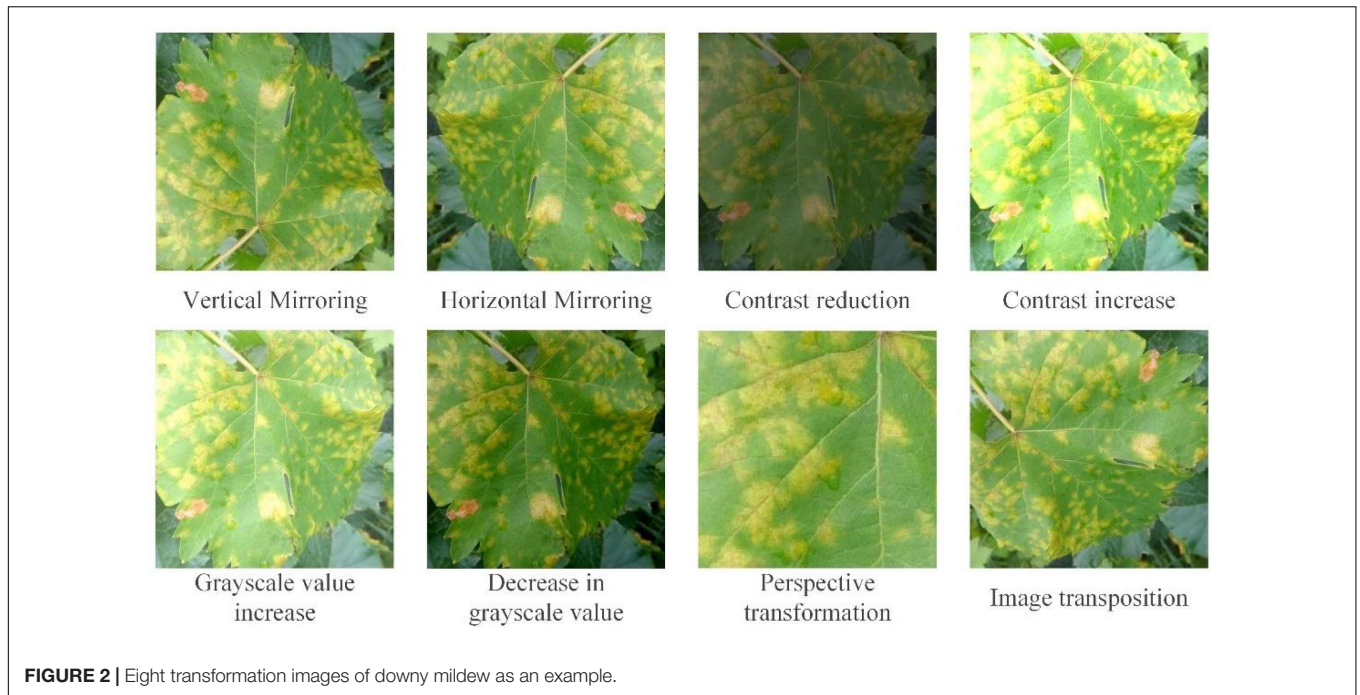 Vertical Mirroring
Horizontal Mirroring
Contrast reduction
Contrast increase
Grayscale value
increase
Decrease in
grayscale value
Perspective
transformation
Image transposition
FIGURE 2 | Eight transformation images of downy mildew as an example.